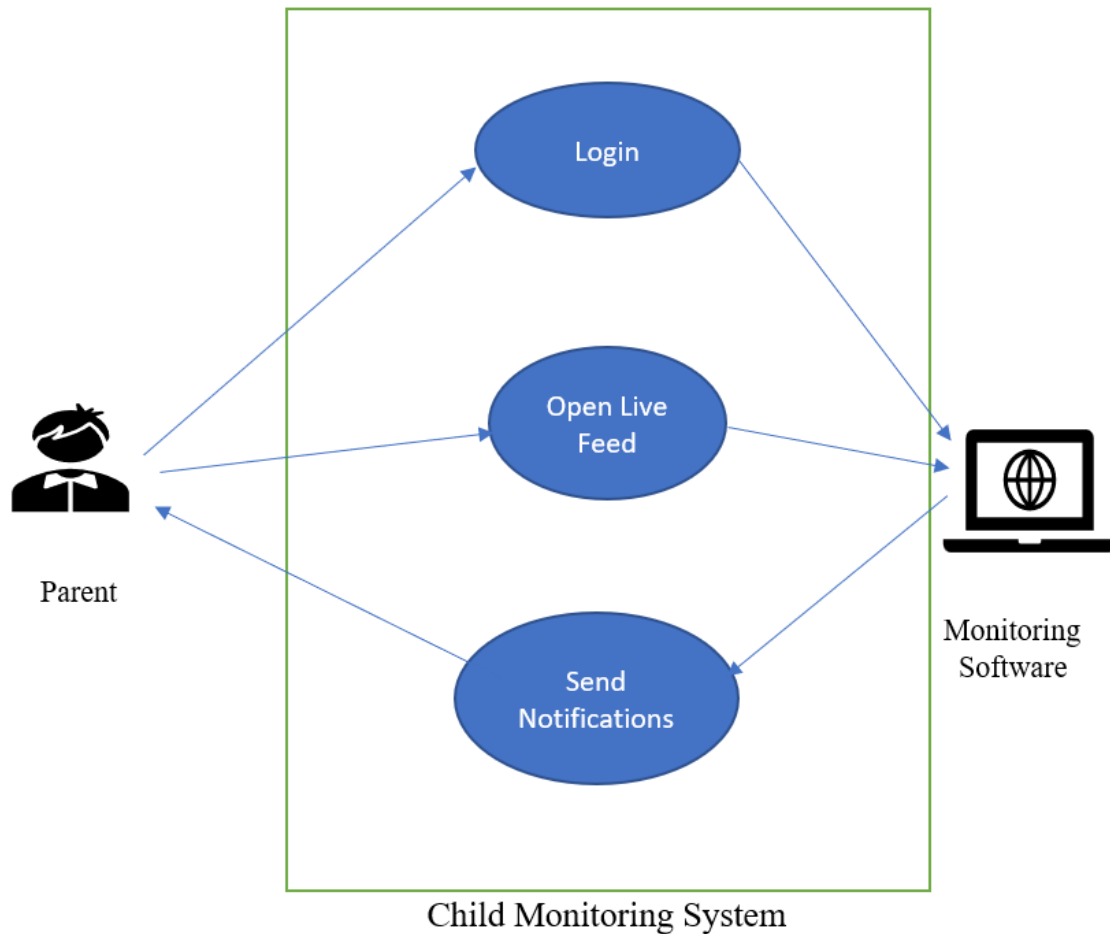 Login
Open Live
Feed
Parent
Send
Notifications
Monitoring
Software
Child Monitoring System